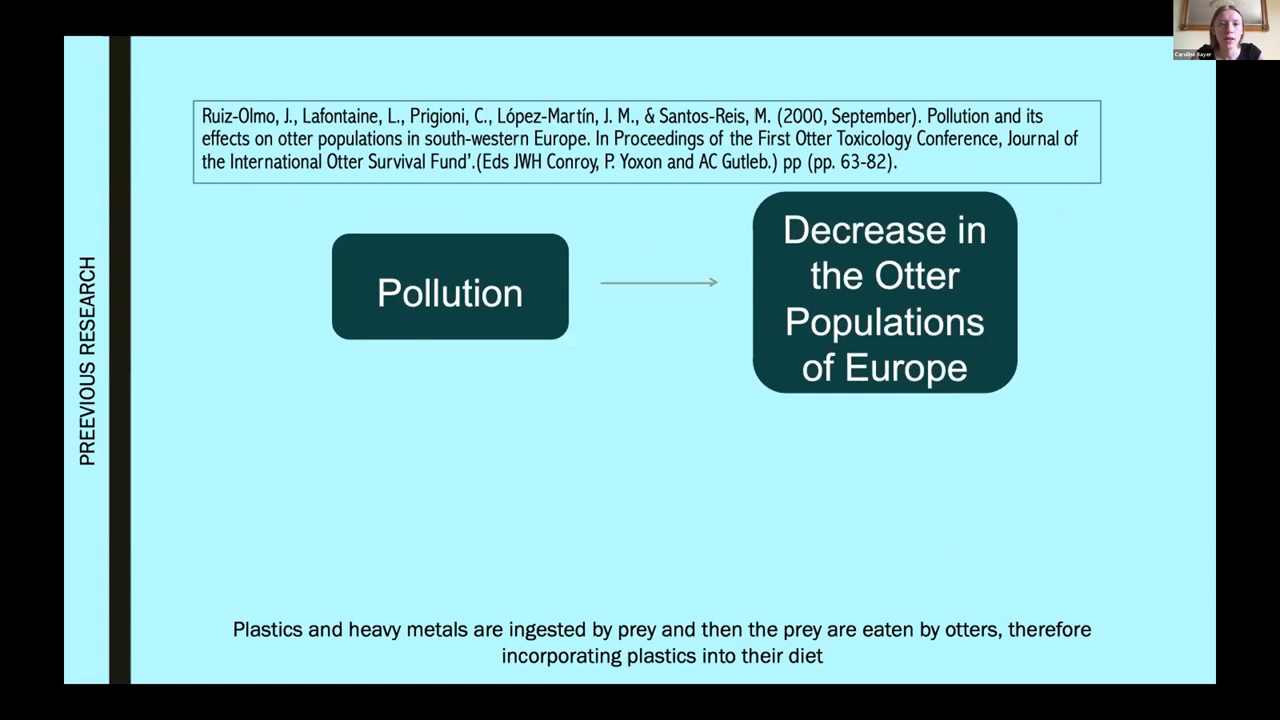 Caroline Bayer
Ruiz-Olmo, J., Lafontaine, L., Prigioni, C., López-Martín, J. M., & Santos-Reis, M. (2000, September). Pollution and its
effects on otter populations in south-western Europe. In Proceedings of the First Otter Toxicology Conference, Journal of
the International Otter Survival Fund'.(Eds JWH Conroy, P. Yoxon and AC Gutleb.) pp (pp. 63-82).
Pollution
Decrease in
the Otter
Populations
of Europe
PREEVIOUS RESEARCH
Plastics and heavy metals are ingested by prey and then the prey are eaten by otters, therefore
incorporating plastics into their diet